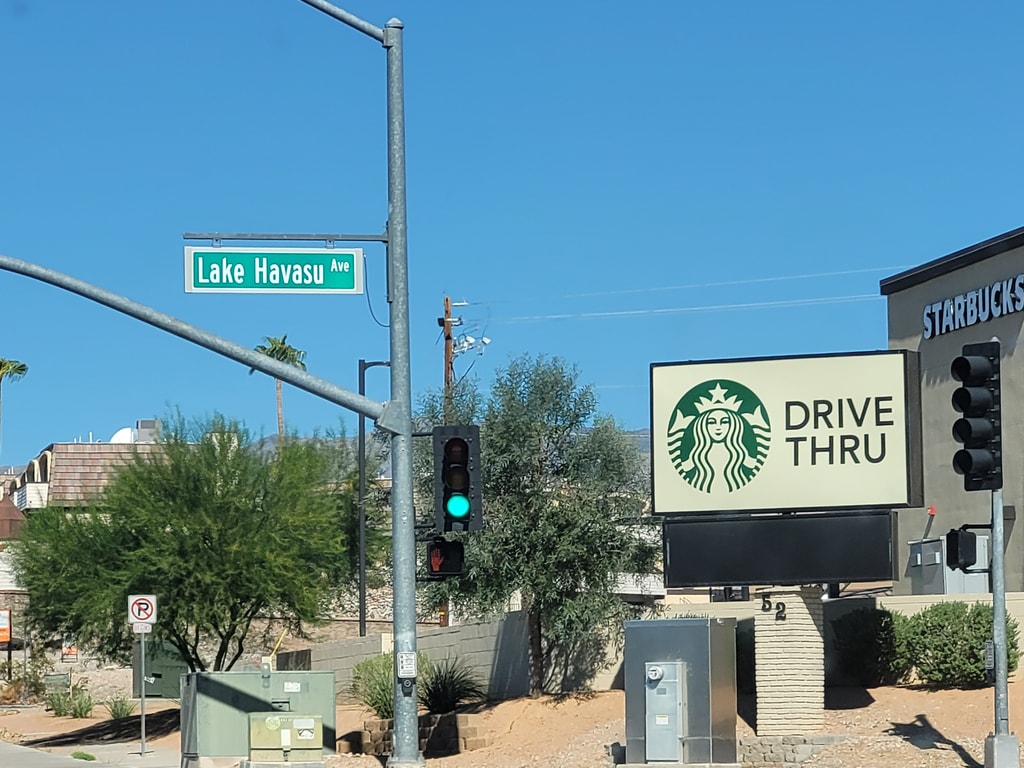 Lake Havasu Ave
STARBUCKS
DRIVE
THRU
52
P